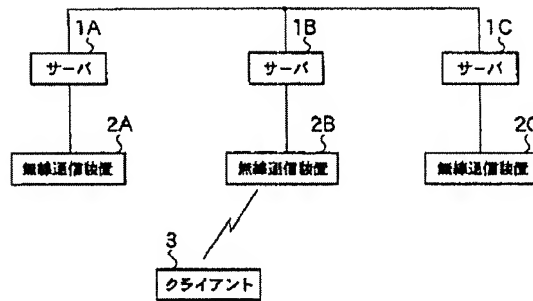 1A 1B 1C
サーバ サーバ サーバ
2A 2B 2C
無線通信装置 無線通信装置 無線通信装置
3
クライアント